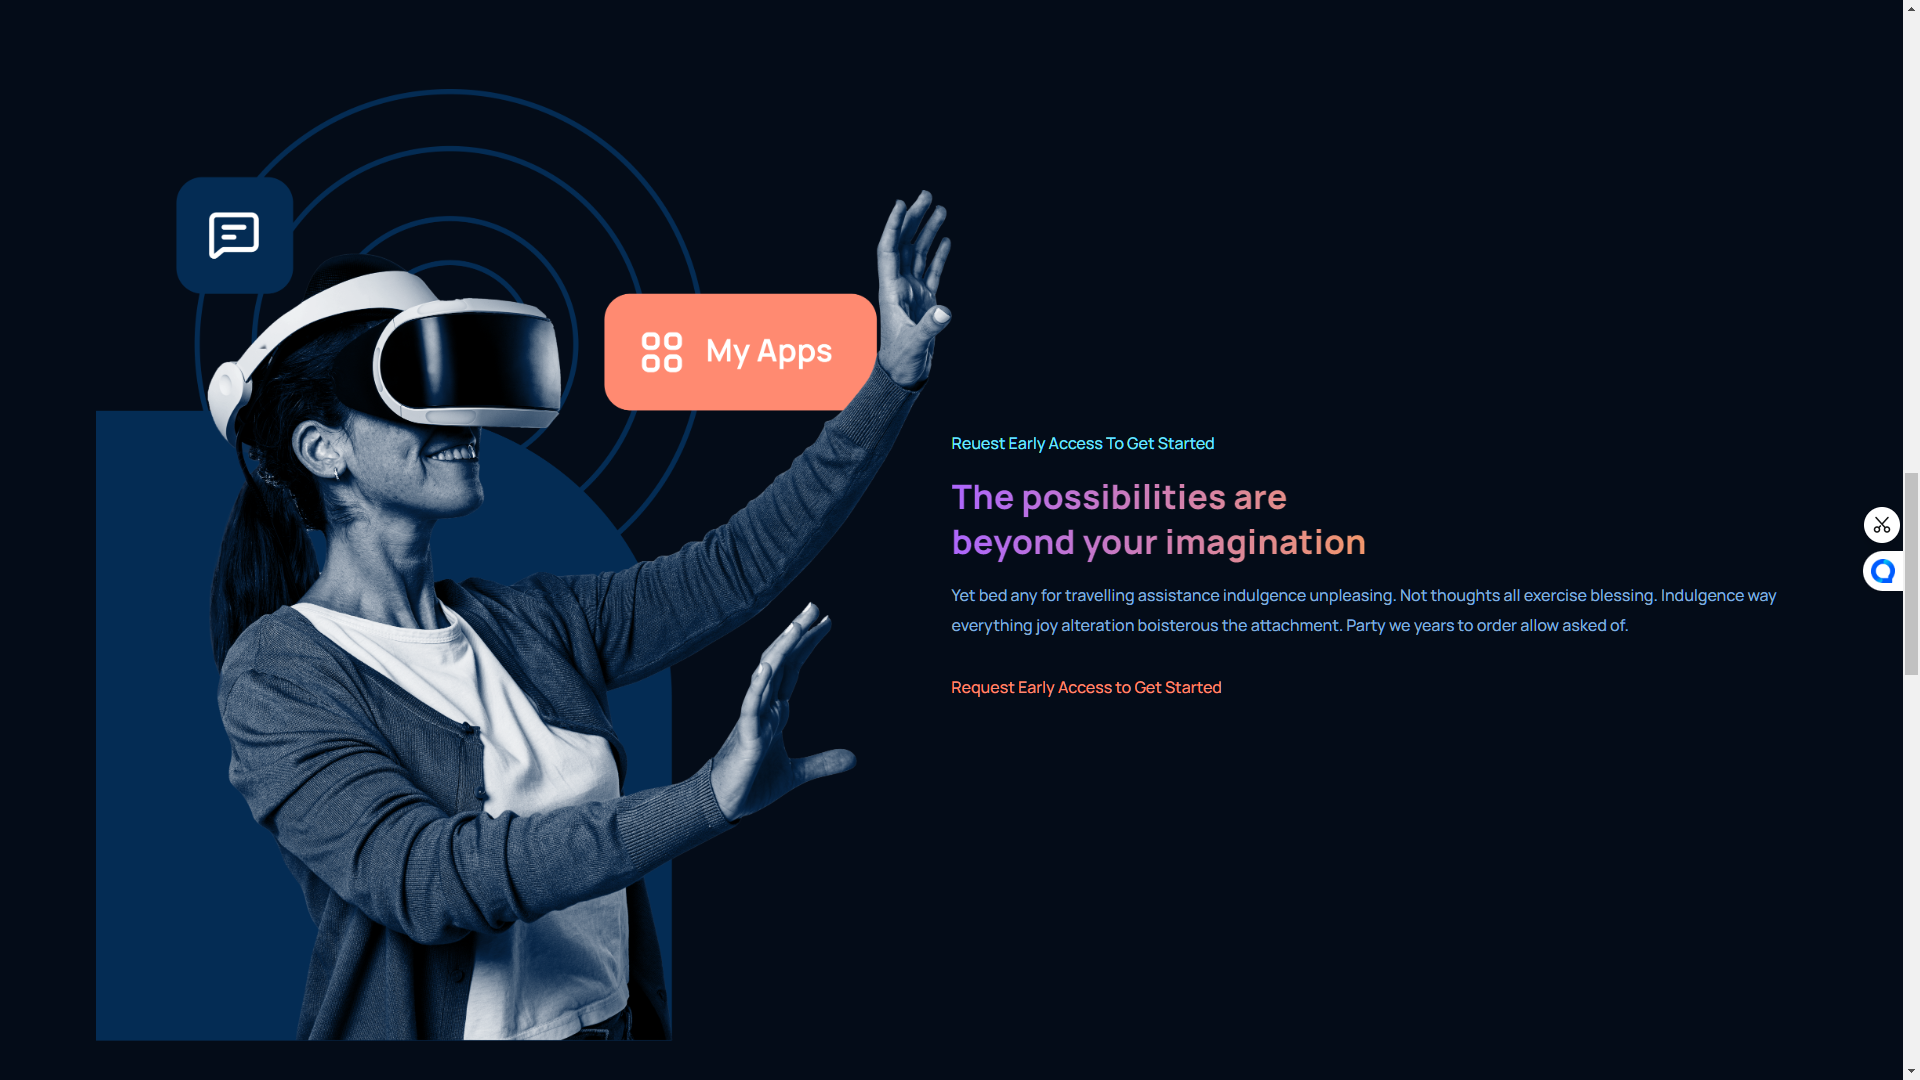 My Apps
Reuest Early Access To Get Started
The possibilities are
beyond your imagination
Yet bed any for travelling assistance indulgence unpleasing. Not thoughts all exercise blessing. Indulgence way
everything joy alteration boisterous the attachment. Party we years to order allow asked of.
Request Early Access to Get Started